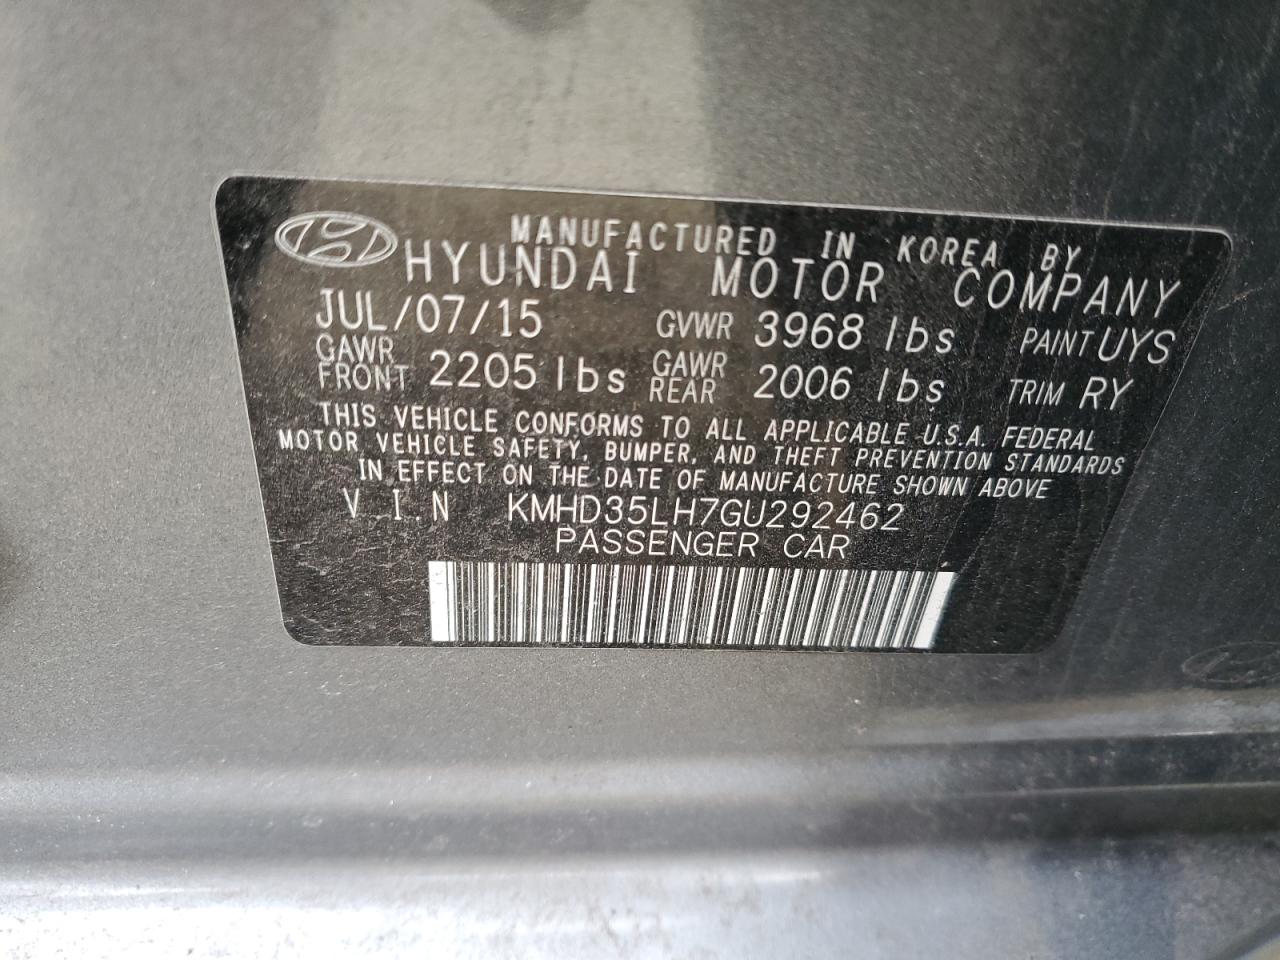 MANUFACTURED IN KOREA BY
HYUNDAI MOTOR COMPANY
JUL/07/15 GVWR 3968 lbs PAINT UYS
GAWR FRONT 2205 lbs GAWR REAR 2006 lbs TRIM RY
THIS VEHICLE CONFORMS TO ALL APPLICABLE U.S.A. FEDERAL
MOTOR VEHICLE SAFETY, BUMPER, AND THEFT PREVENTION STANDARDS
IN EFFECT ON THE DATE OF MANUFACTURE SHOWN ABOVE
V.I.N KMHD35LH7GU292462
PASSENGER CAR